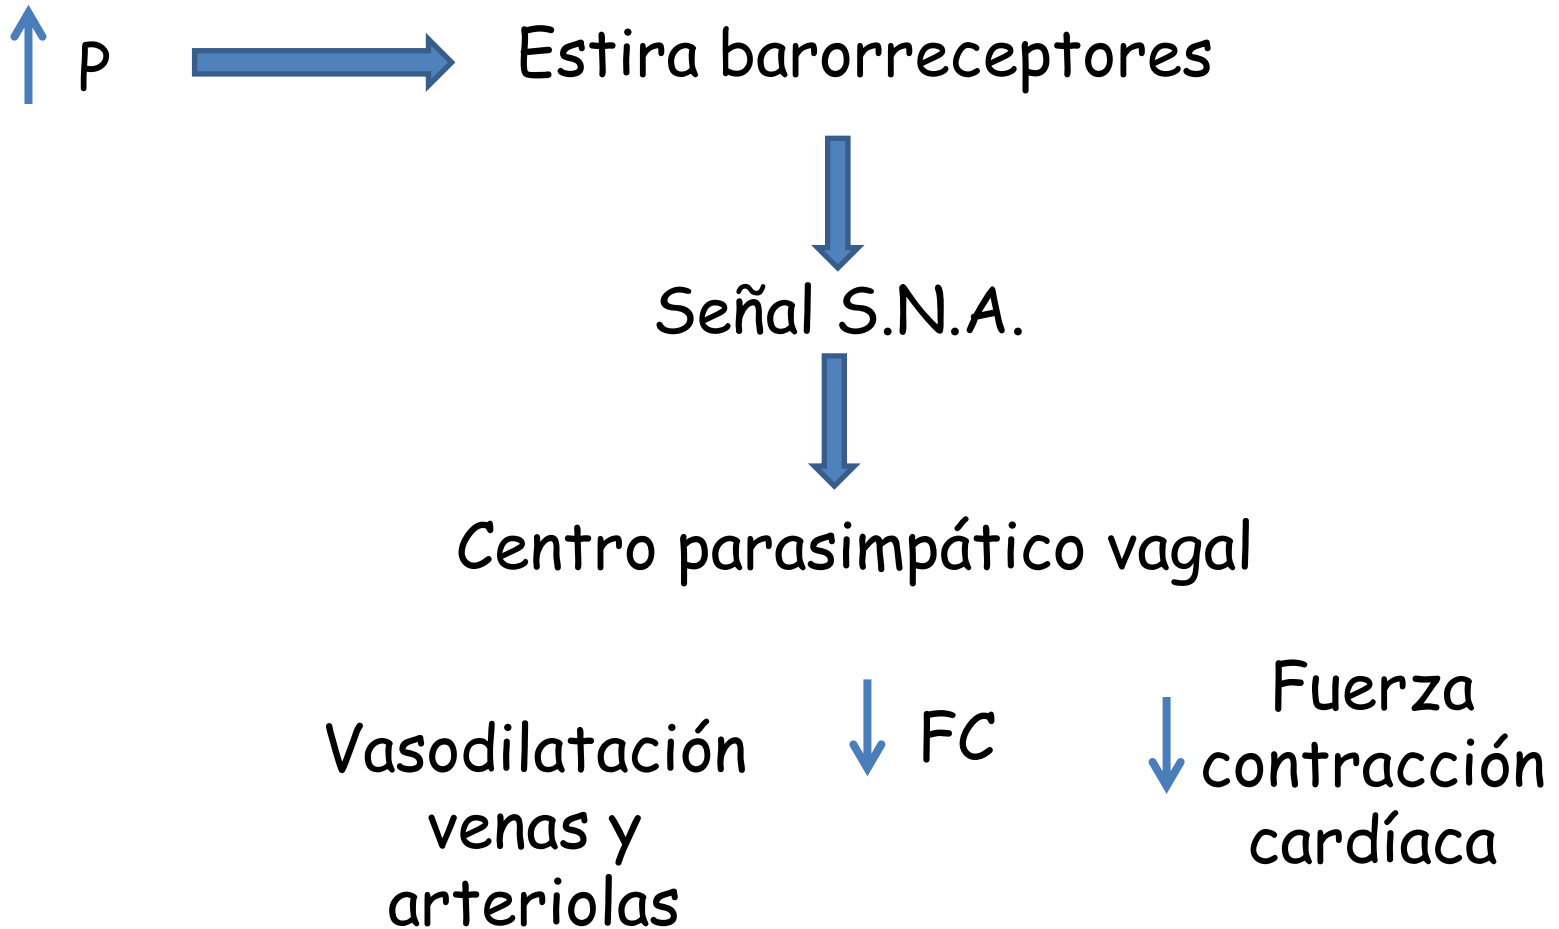 P
Estira barorreceptores
Señal S.N.A.
Centro parasimpático vagal
Vasodilatación
venas y
arteriolas
FC
Fuerza
contracción
cardíaca